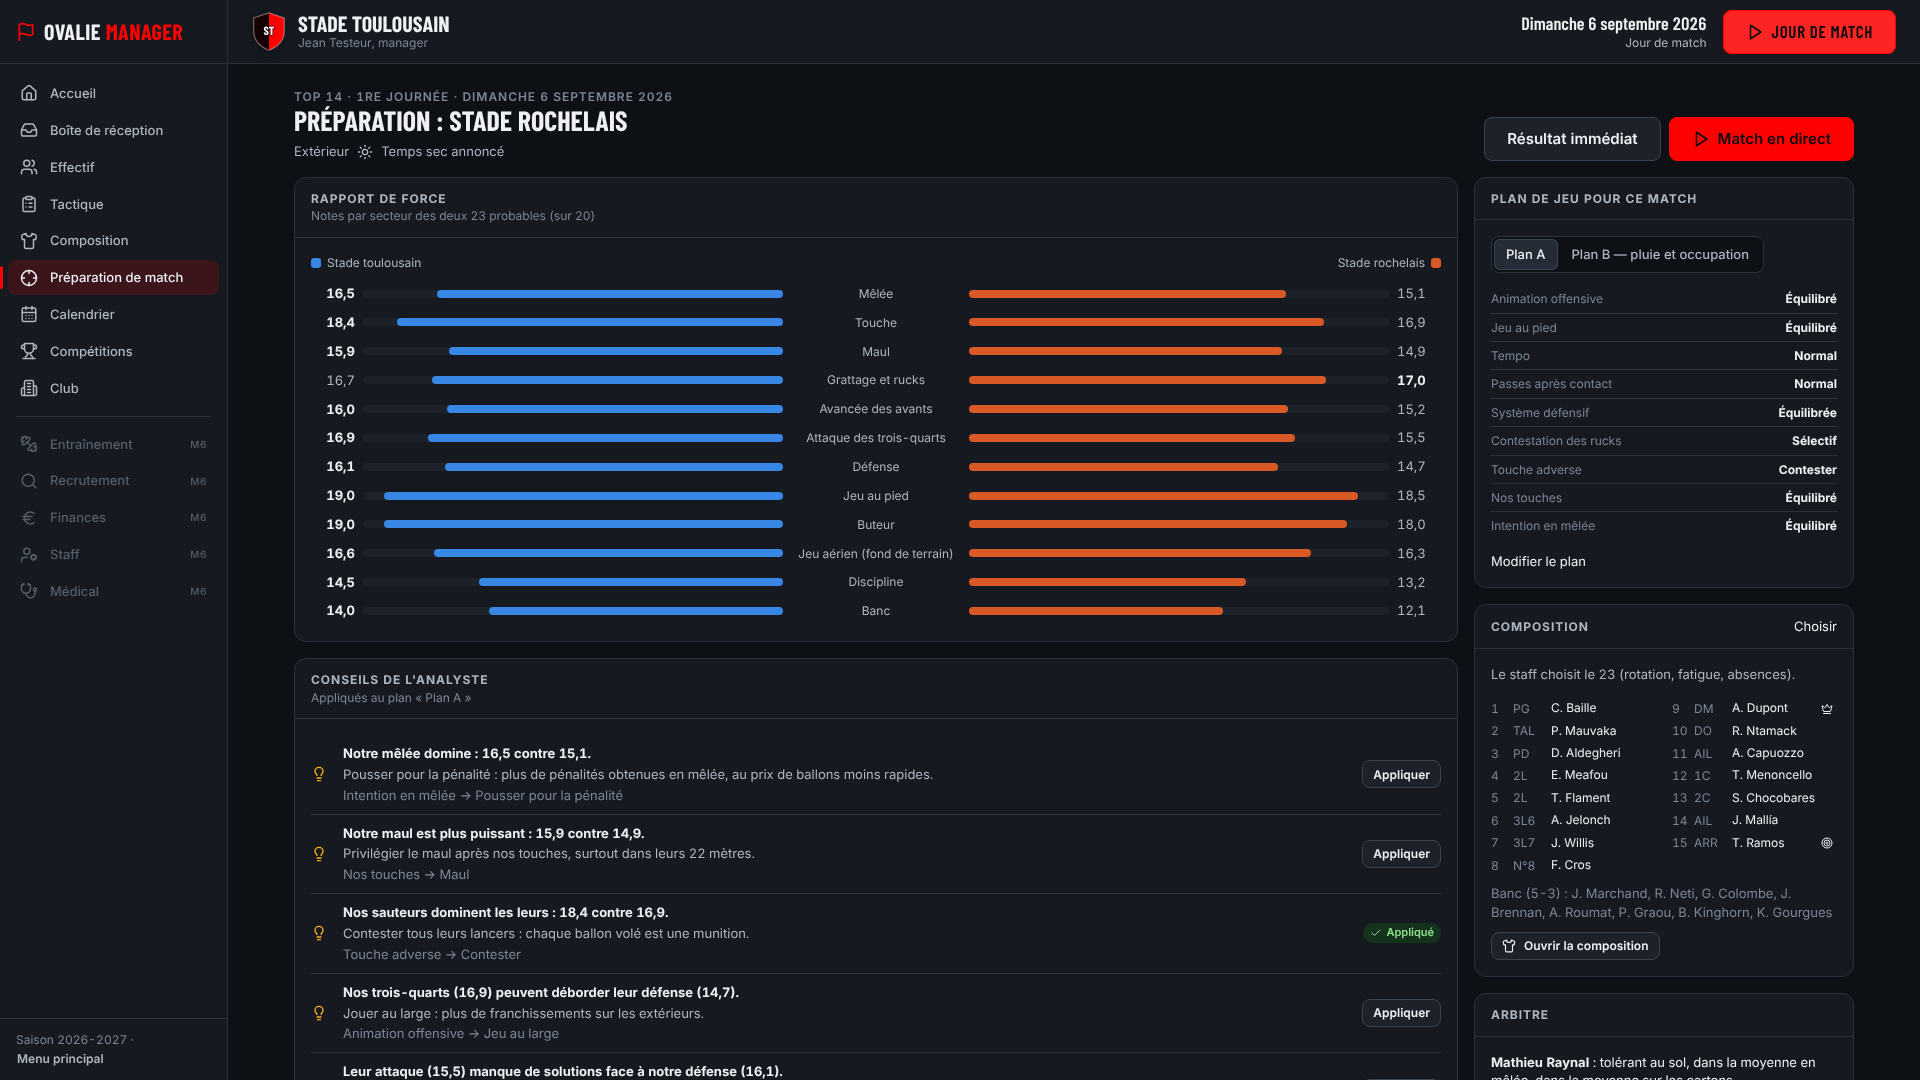 OVALIE MANAGER
ST
STADE TOULOUSAIN
Jean Testeur, manager
Dimanche 6 septembre 2026
Jour de match
JOUR DE MATCH
Accueil
Boîte de réception
Effectif
Tactique
Composition
Préparation de match
Calendrier
Compétitions
Club
Entraînement M6
Recrutement M6
Finances M6
Staff M6
Médical M6
Saison 2026-2027 ·
Menu principal
TOP 14 · 1RE JOURNÉE · DIMANCHE 6 SEPTEMBRE 2026
PRÉPARATION : STADE ROCHELAIS
Extérieur Temps sec annoncé
Résultat immédiat
Match en direct
RAPPORT DE FORCE
Notes par secteur des deux 23 probables (sur 20)
Stade toulousain
Stade rochelais
16,5 Mêlée 15,1
18,4 Touche 16,9
15,9 Maul 14,9
16,7 Grattage et rucks 17,0
16,0 Avancée des avants 15,2
16,9 Attaque des trois-quarts 15,5
16,1 Défense 14,7
19,0 Jeu au pied 18,5
19,0 Buteur 18,0
16,6 Jeu aérien (fond de terrain) 16,3
14,5 Discipline 13,2
14,0 Banc 12,1
CONSEILS DE L'ANALYSTE
Appliqués au plan « Plan A »
Notre mêlée domine : 16,5 contre 15,1.
Pousser pour la pénalité : plus de pénalités obtenues en mêlée, au prix de ballons moins rapides.
Intention en mêlée → Pousser pour la pénalité
Appliquer
Notre maul est plus puissant : 15,9 contre 14,9.
Privilégier le maul après nos touches, surtout dans leurs 22 mètres.
Nos touches → Maul
Appliquer
Nos sauteurs dominent les leurs : 18,4 contre 16,9.
Contester tous leurs lancers : chaque ballon volé est une munition.
Touche adverse → Contester
Appliqué
Nos trois-quarts (16,9) peuvent déborder leur défense (14,7).
Jouer au large : plus de franchissements sur les extérieurs.
Animation offensive → Jeu au large
Appliquer
Leur attaque (15,5) manque de solutions face à notre défense (16,1).
PLAN DE JEU POUR CE MATCH
Plan A
Plan B — pluie et occupation
Animation offensive Équilibré
Jeu au pied Équilibré
Tempo Normal
Passes après contact Normal
Système défensif Équilibrée
Contestation des rucks Sélectif
Touche adverse Contester
Nos touches Équilibré
Intention en mêlée Équilibré
Modifier le plan
COMPOSITION Choisir
Le staff choisit le 23 (rotation, fatigue, absences).
1 PG C. Baille 9 DM A. Dupont
2 TAL P. Mauvaka 10 DO R. Ntamack
3 PD D. Aldegheri 11 AIL A. Capuozzo
4 2L E. Meafou 12 1C T. Menoncello
5 2L T. Flament 13 2C S. Chocobares
6 3L6 A. Jelonch 14 AIL J. Mallía
7 3L7 J. Willis 15 ARR T. Ramos
8 N°8 F. Cros
Banc (5-3) : J. Marchand, R. Neti, G. Colombe, J.
Brennan, A. Roumat, P. Graou, B. Kinghorn, K. Gourgues
Ouvrir la composition
ARBITRE
Mathieu Raynal : tolérant au sol, dans la moyenne en
mêlée, dans la moyenne sur les cartons.